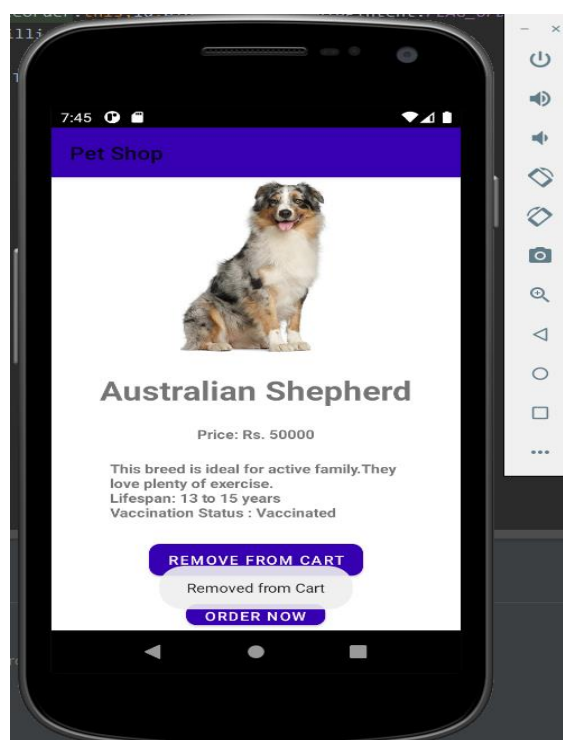 7:45
Pet Shop
Australian Shepherd
Price: Rs. 50000
This breed is ideal for active family.They
love plenty of exercise.
Lifespan: 13 to 15 years
Vaccination Status : Vaccinated
REMOVE FROM CART
Removed from Cart
ORDER NOW